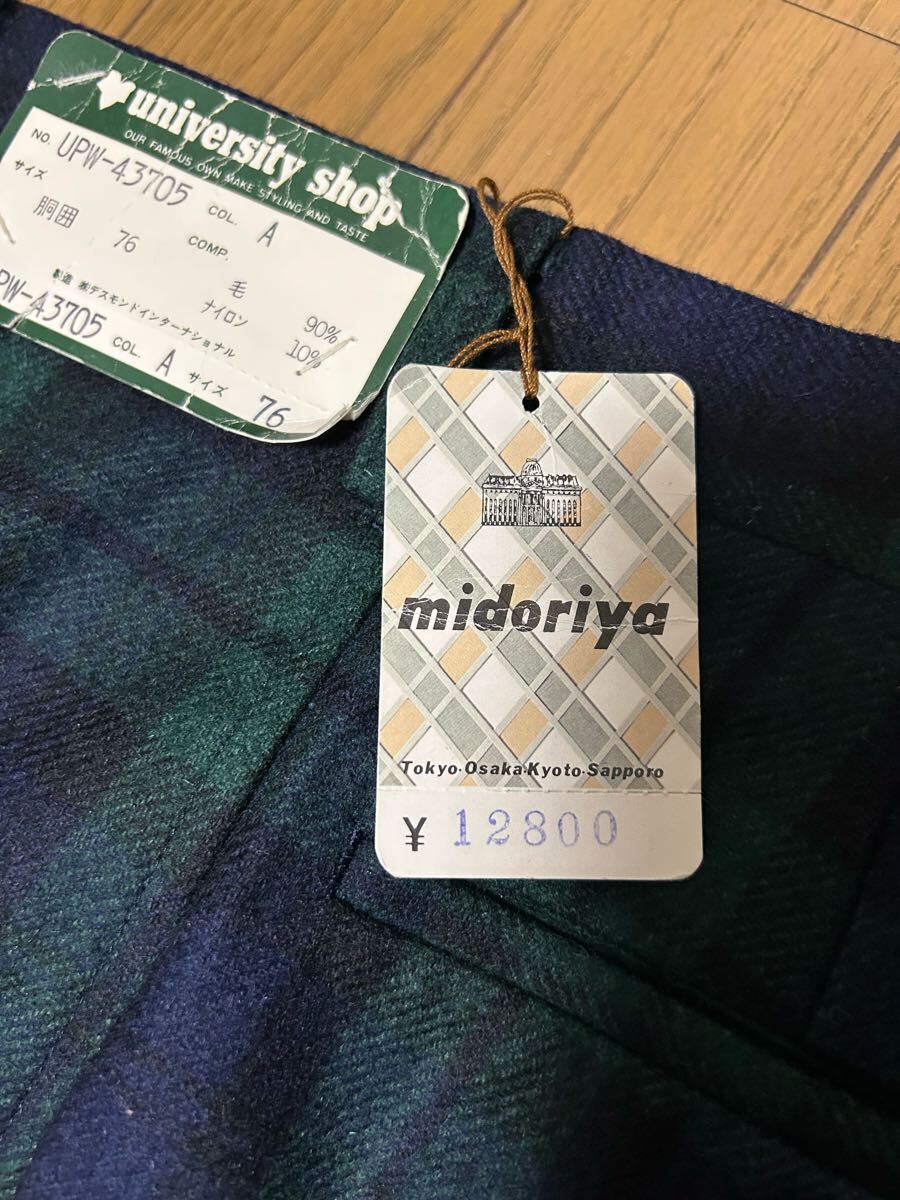 university shop
OUR FAMOUS OWN MAKE STYLING AND TASTE
NO. UPW-43705 COL. A
サイズ COMP.
胴囲 76
毛 90%
ナイロン 10%
製造 ㈱デスモンドインターナショナル
PW-43705 COL. A サイズ 76
midoriya
Tokyo·Osaka·Kyoto·Sapporo
¥ 12800